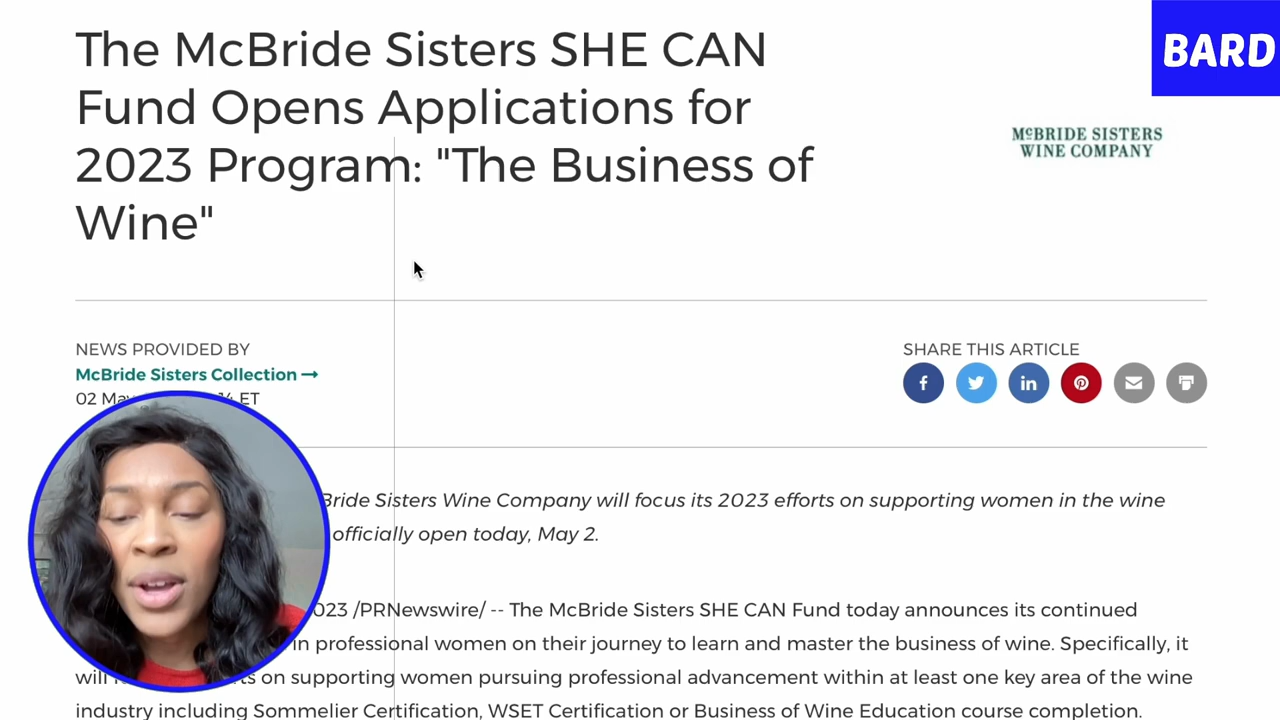 The McBride Sisters SHE CAN
Fund Opens Applications for
2023 Program: "The Business of
Wine"
BARD
McBRIDE SISTERS
WINE COMPANY
NEWS PROVIDED BY
McBride Sisters Collection →
02 May ET
SHARE THIS ARTICLE
Bride Sisters Wine Company will focus its 2023 efforts on supporting women in the wine
officially open today, May 2.
/PRNewswire/ -- The McBride Sisters SHE CAN Fund today announces its continued
in professional women on their journey to learn and master the business of wine. Specifically, it
will on supporting women pursuing professional advancement within at least one key area of the wine
industry including Sommelier Certification, WSET Certification or Business of Wine Education course completion.